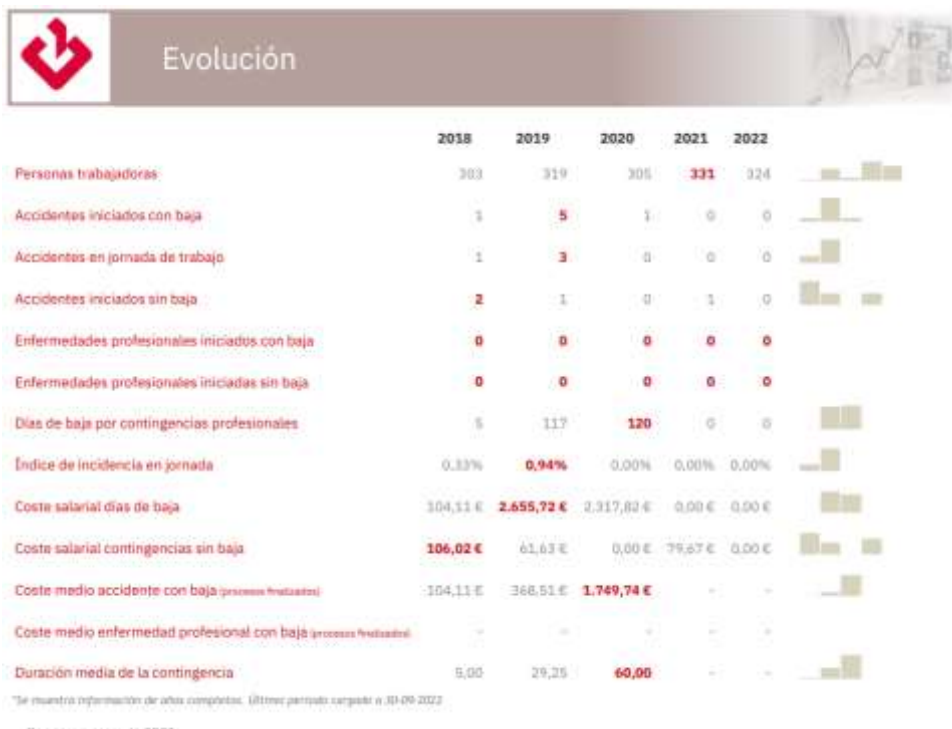 Evolución
2018 2019 2020 2021 2022
Personas trabajadoras 303 319 305 331 324
Accidentes iniciados con baja 1 5 1 0 0
Accidentes en jornada de trabajo 1 3 0 0 0
Accidentes iniciados sin baja 2 1 0 1 0
Enfermedades profesionales iniciados con baja 0 0 0 0 0
Enfermedades profesionales iniciadas sin baja 0 0 0 0 0
Días de baja por contingencias profesionales 5 117 120 0 0
Índice de incidencia en jornada 0,33% 0,94% 0,00% 0,00% 0,00%
Coste salarial días de baja 104,11 € 2.655,72 € 2.317,82 € 0,00 € 0,00 €
Coste salarial contingencias sin baja 106,02 € 61,63 € 0,00 € 79,67 € 0,00 €
Coste medio accidente con baja (procesos finalizados) 104,11 € 368,51 € 1.749,74 € - -
Coste medio enfermedad profesional con baja (procesos finalizados) - - - - -
Duración media de la contingencia 5,00 29,25 60,00 - -
*Se muestra información de años completos. Último periodo cargado a 30-09-2022